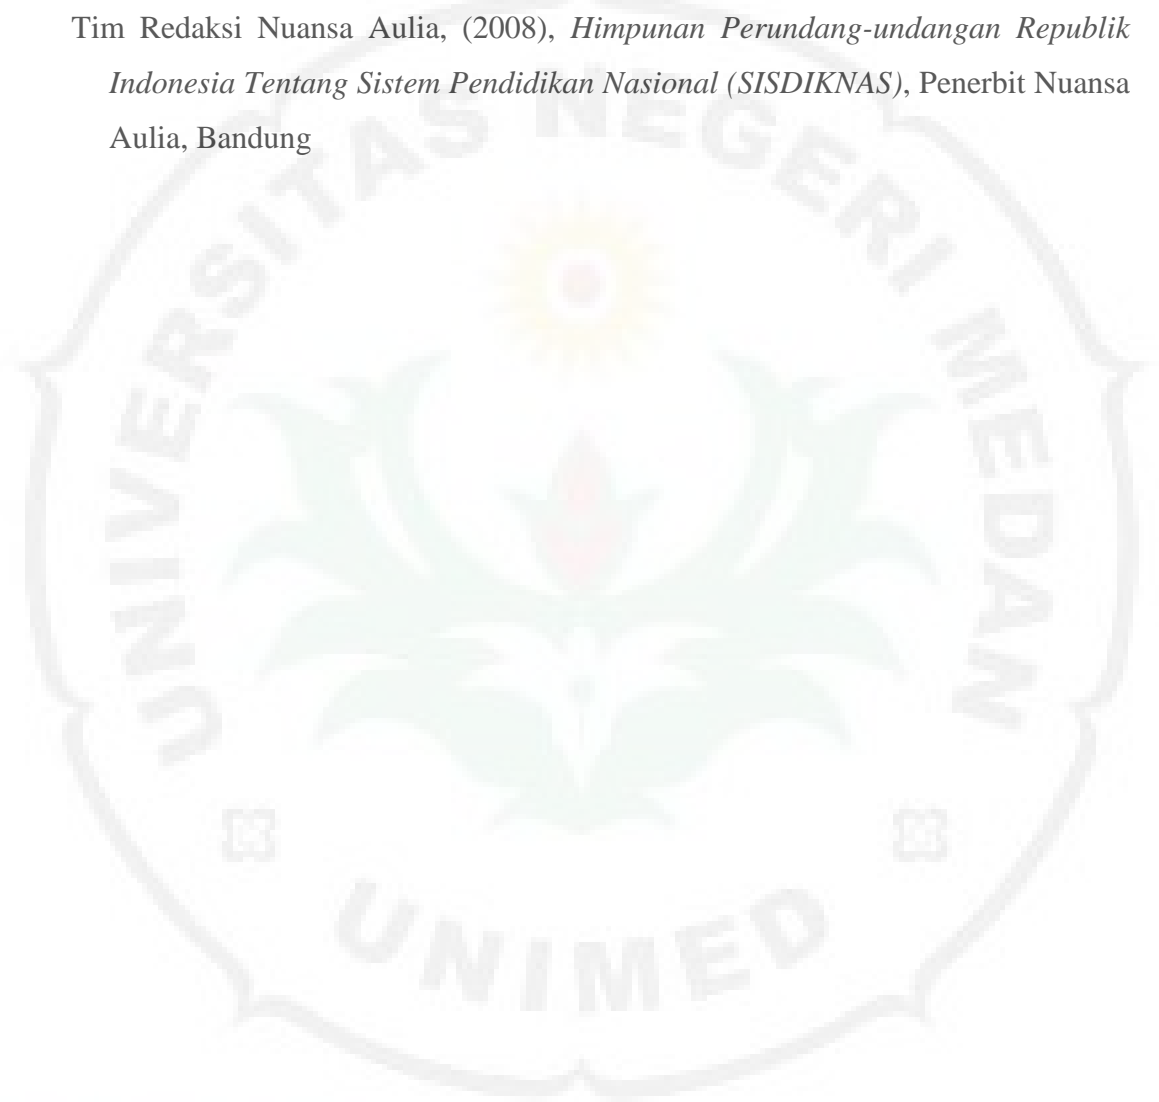 Tim Redaksi Nuansa Aulia, (2008), Himpunan Perundang-undangan Republik
Indonesia Tentang Sistem Pendidikan Nasional (SISDIKNAS), Penerbit Nuansa
Aulia, Bandung
UNIVERSITAS NEGERI MEDAN
UNIMED